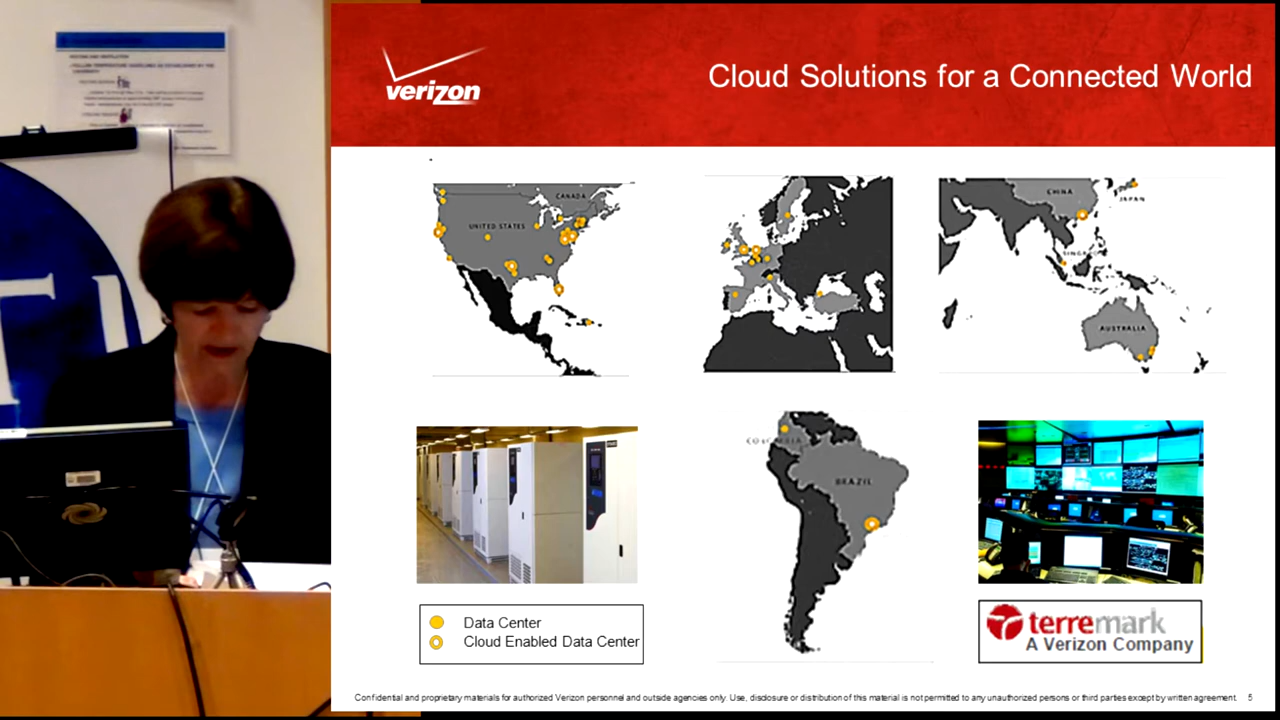 verizon
Cloud Solutions for a Connected World
CANADA
UNITED STATES
CHINA
JAPAN
AUSTRALIA
BRAZIL
Data Center
Cloud Enabled Data Center
terremark
A Verizon Company
Confidential and proprietary materials for authorized Verizon personnel and outside agencies only. Use, disclosure or distribution of this material is not permitted to any unauthorized persons or third parties except by written agreement. 5